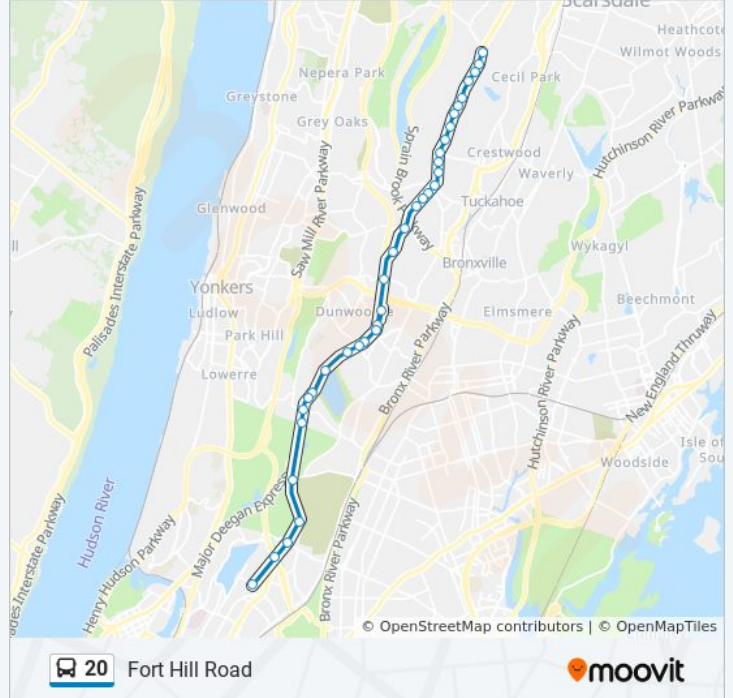 Scarsdale
Heathcote
Wilmot Woods
Nepera Park
Cecil Park
Greystone
Grey Oaks
Hutchinson River Parkway
Sprain Brook Parkway
Crestwood
Waverly
Saw Mill River Parkway
Glenwood
Tuckahoe
Palisades Interstate Parkway
Wykagyl
Bronxville
Yonkers
Beechmont
Ludlow
Dunwoodie
Elmsmere
Park Hill
New England Thruway
Bronx River Parkway
Lowerre
Hutchinson River Parkway
Isle of
Sou
Woodside
Major Deegan Express
Hudson River
Palisades Interstate Parkway
Henry Hudson Parkway
Bronx River Parkway
© OpenStreetMap contributors | © OpenMapTiles
20 Fort Hill Road
moovit